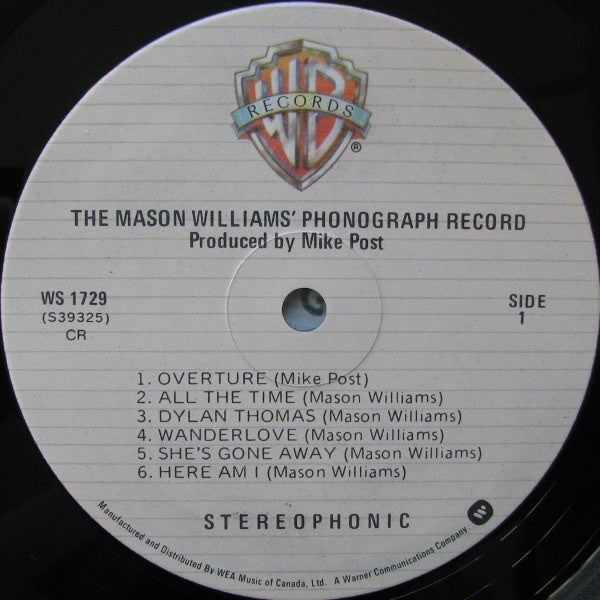 WB
RECORDS
®
THE MASON WILLIAMS' PHONOGRAPH RECORD
Produced by Mike Post
WS 1729
(S39325)
CR
SIDE
1
1. OVERTURE (Mike Post)
2. ALL THE TIME (Mason Williams)
3. DYLAN THOMAS (Mason Williams)
4. WANDERLOVE (Mason Williams)
5. SHE'S GONE AWAY (Mason Williams)
6. HERE AM I (Mason Williams)
STEREOPHONIC
Manufactured and Distributed By WEA Music of Canada, Ltd. A Warner Communications Company